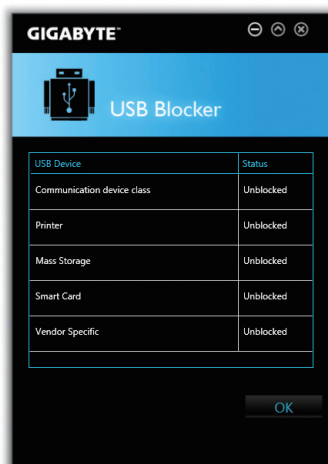 GIGABYTE™
USB Blocker
USB Device Status
Communication device class Unblocked
Printer Unblocked
Mass Storage Unblocked
Smart Card Unblocked
Vendor Specific Unblocked
OK